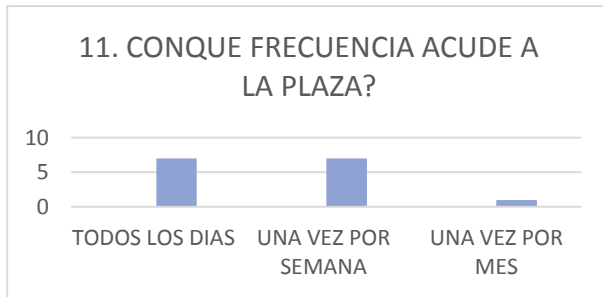 11. CONQUE FRECUENCIA ACUDE A
LA PLAZA?
10
5
0
TODOS LOS DIAS
UNA VEZ POR
SEMANA
UNA VEZ POR
MES